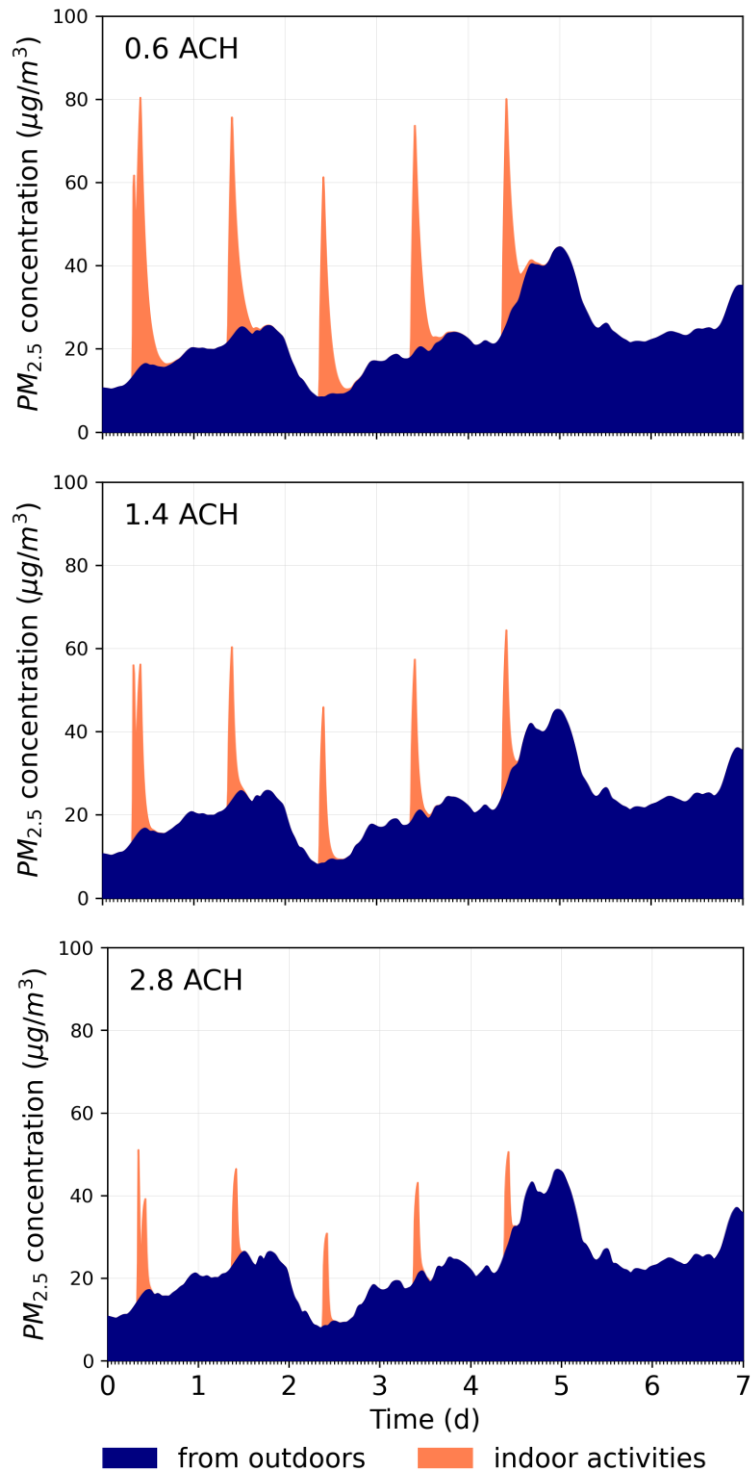 100
0.6 ACH
80
60
40
20
0
PM2.5 concentration (μg/m³)
100
1.4 ACH
80
60
40
20
0
PM2.5 concentration (μg/m³)
100
2.8 ACH
80
60
40
20
0
PM2.5 concentration (μg/m³)
0 1 2 3 4 5 6 7
Time (d)
from outdoors indoor activities